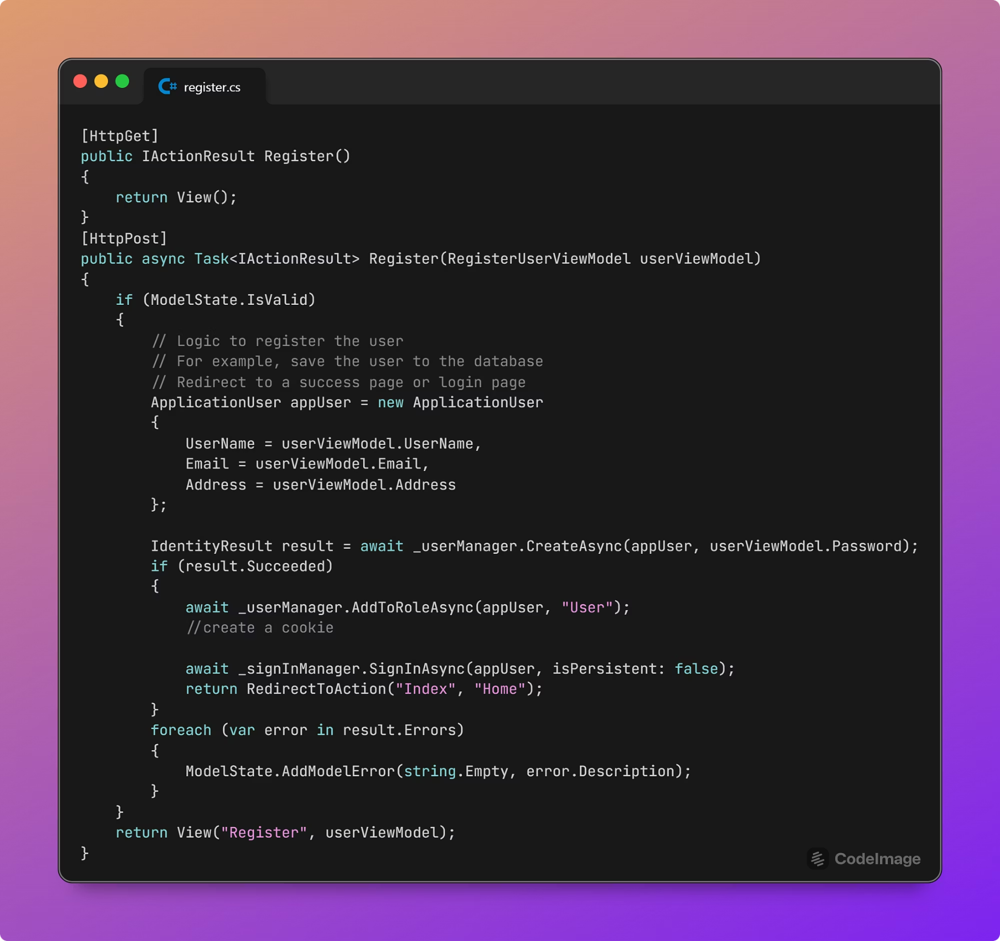 register.cs
[HttpGet]
public IActionResult Register()
{
    return View();
}
[HttpPost]
public async Task<IActionResult> Register(RegisterUserViewModel userViewModel)
{
    if (ModelState.IsValid)
    {
        // Logic to register the user
        // For example, save the user to the database
        // Redirect to a success page or login page
        ApplicationUser appUser = new ApplicationUser
        {
            UserName = userViewModel.UserName,
            Email = userViewModel.Email,
            Address = userViewModel.Address
        };

        IdentityResult result = await _userManager.CreateAsync(appUser, userViewModel.Password);
        if (result.Succeeded)
        {
            await _userManager.AddToRoleAsync(appUser, "User");
            //create a cookie

            await _signInManager.SignInAsync(appUser, isPersistent: false);
            return RedirectToAction("Index", "Home");
        }
        foreach (var error in result.Errors)
        {
            ModelState.AddModelError(string.Empty, error.Description);
        }
    }
    return View("Register", userViewModel);
}
CodeImage